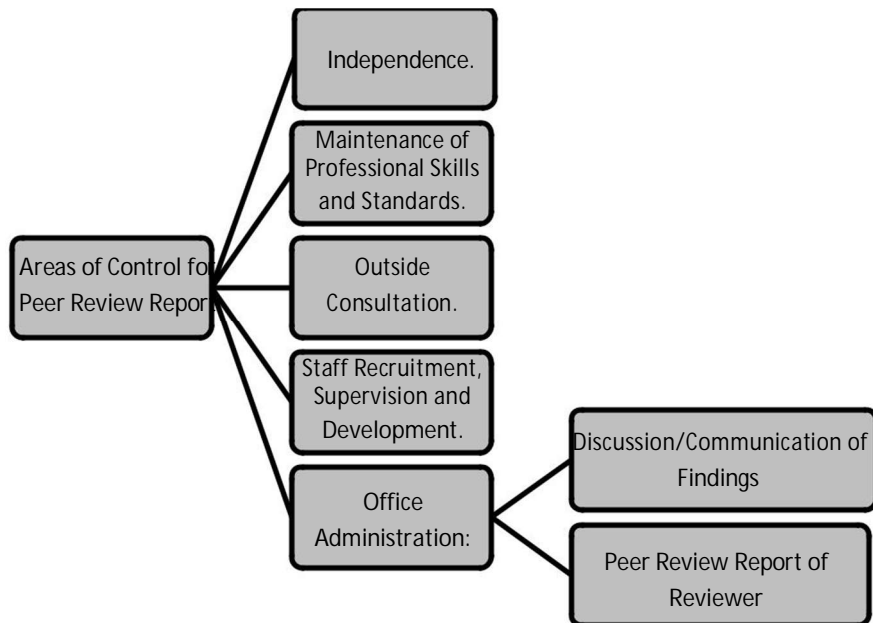 Independence.
Maintenance of
Professional Skills
and Standards.
Areas of Control for
Peer Review Report
Outside
Consultation.
Staff Recruitment,
Supervision and
Development.
Office
Administration:
Discussion/Communication of
Findings
Peer Review Report of
Reviewer